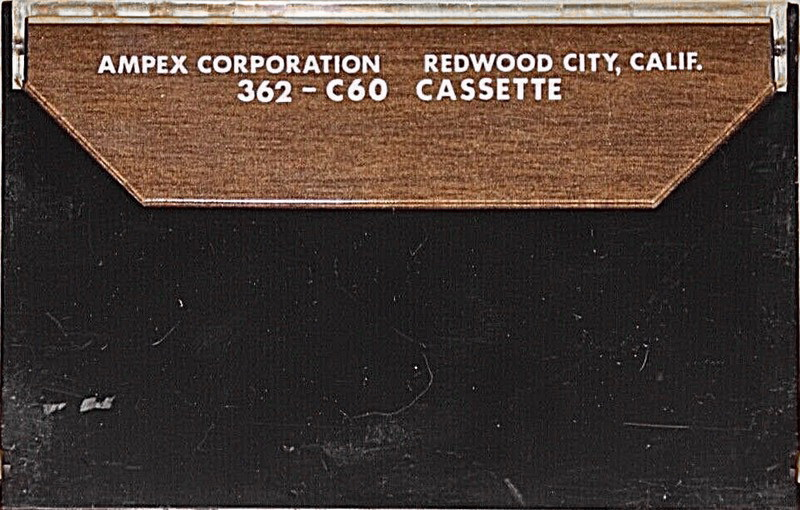 AMPEX CORPORATION REDWOOD CITY, CALIF.
362 - C60 CASSETTE